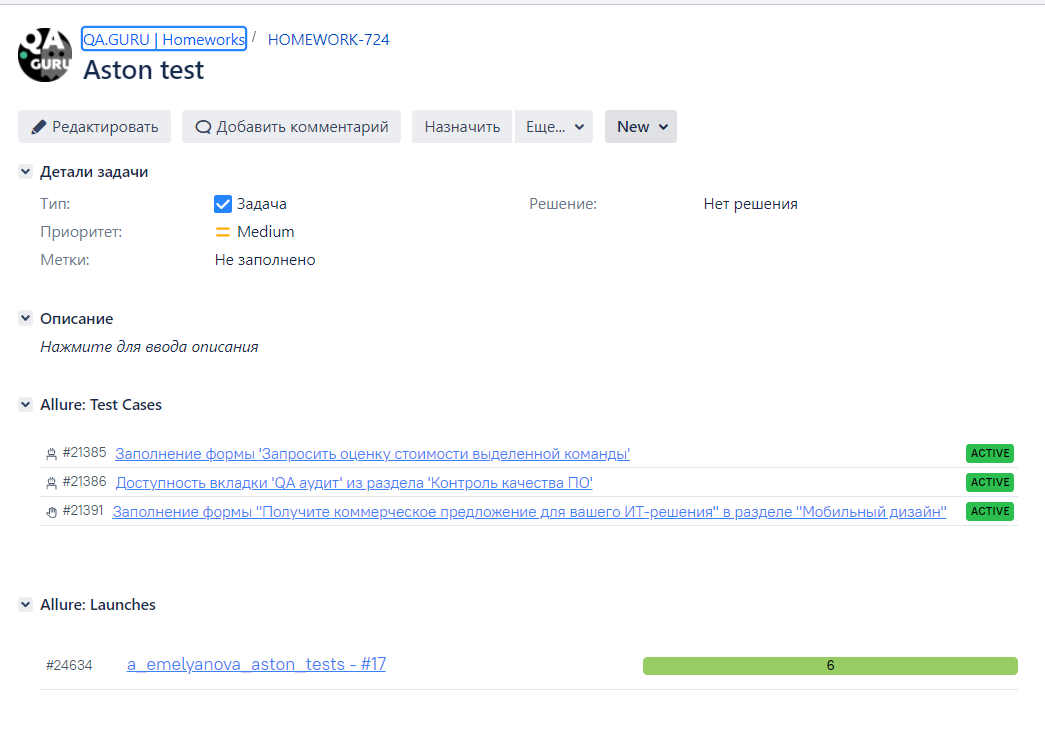 QA GURU
QA.GURU | Homeworks / HOMEWORK-724
Aston test
Редактировать Добавить комментарий Назначить Еще... New
Детали задачи
Тип: Задача Решение: Нет решения
Приоритет: Medium
Метки: Не заполнено
Описание
Нажмите для ввода описания
Allure: Test Cases
#21385 Заполнение формы 'Запросить оценку стоимости выделенной команды' ACTIVE
#21386 Доступность вкладки 'QA аудит' из раздела 'Контроль качества ПО' ACTIVE
#21391 Заполнение формы "Получите коммерческое предложение для вашего ИТ-решения" в разделе "Мобильный дизайн" ACTIVE
Allure: Launches
#24634 a_emelyanova_aston_tests - #17 6